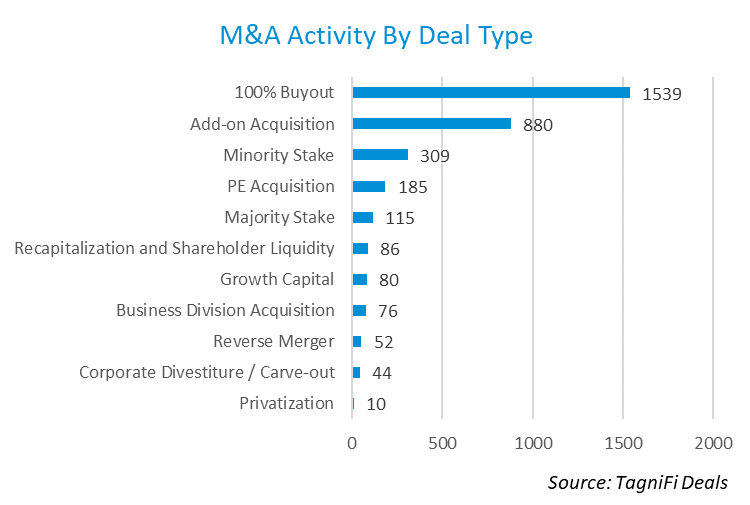 M&A Activity By Deal Type
100% Buyout 1539
Add-on Acquisition 880
Minority Stake 309
PE Acquisition 185
Majority Stake 115
Recapitalization and Shareholder Liquidity 86
Growth Capital 80
Business Division Acquisition 76
Reverse Merger 52
Corporate Divestiture / Carve-out 44
Privatization 10
0 500 1000 1500 2000
Source: TagniFi Deals